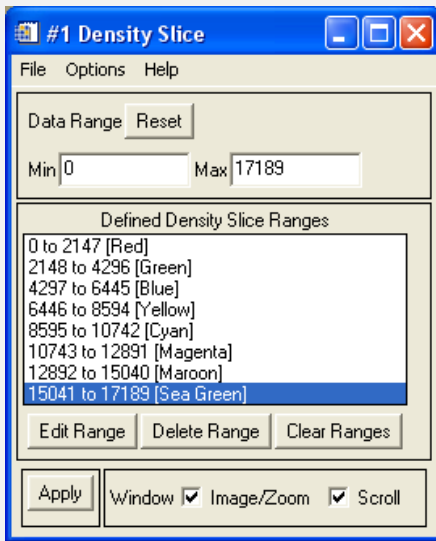 #1 Density Slice
File Options Help
Data Range Reset
Min 0 Max 17189
Defined Density Slice Ranges
0 to 2147 [Red]
2148 to 4296 [Green]
4297 to 6445 [Blue]
6446 to 8594 [Yellow]
8595 to 10742 [Cyan]
10743 to 12891 [Magenta]
12892 to 15040 [Maroon]
15041 to 17189 [Sea Green]
Edit Range Delete Range Clear Ranges
Apply Window Image/Zoom Scroll